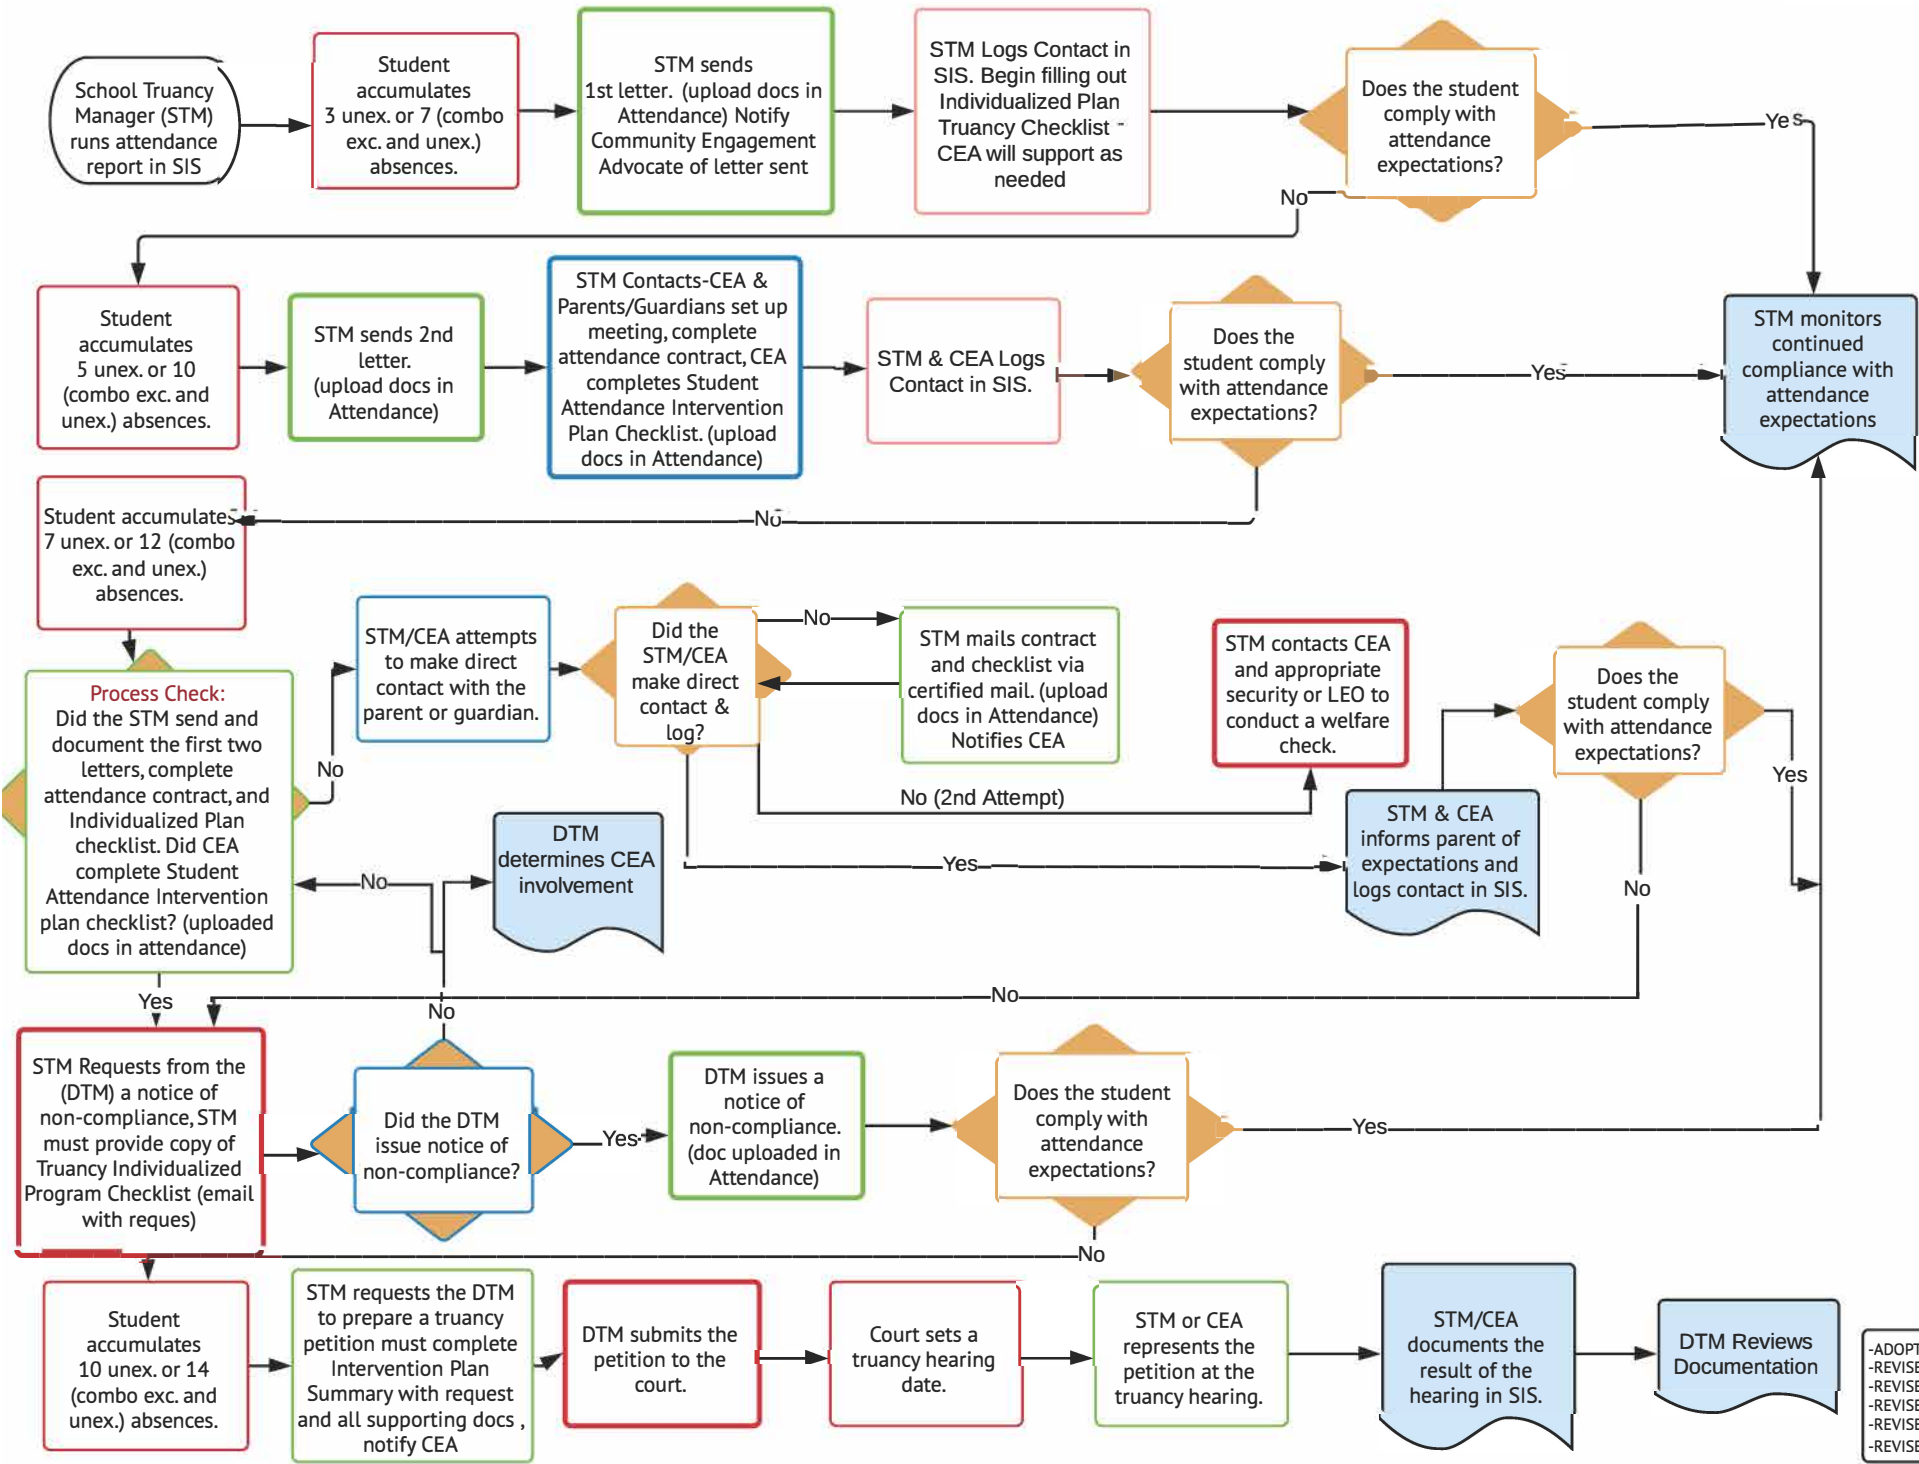 School Truancy
Manager (STM)
runs attendance
report in SIS
Student
accumulates
3 unex. or 7 (combo
exc. and unex.)
absences.
STM sends
1st letter. (upload docs in
Attendance) Notify
Community Engagement
Advocate of letter sent
STM Logs Contact in
SIS. Begin filling out
Individualized Plan
Truancy Checklist -
CEA will support as
needed
Does the student
comply with
attendance
expectations?
Yes
No
Student
accumulates
5 unex. or 10
(combo exc. and
unex.) absences.
STM sends 2nd
letter.
(upload docs in
Attendance)
STM Contacts-CEA &
Parents/Guardians set up
meeting, complete
attendance contract, CEA
completes Student
Attendance Intervention
Plan Checklist. (upload
docs in Attendance)
STM & CEA Logs
Contact in SIS.
Does the
student comply
with attendance
expectations?
Yes
STM monitors
continued
compliance with
attendance
expectations
No
Student accumulates
7 unex. or 12 (combo
exc. and unex.)
absences.
Process Check:
Did the STM send and
document the first two
letters, complete
attendance contract, and
Individualized Plan
checklist. Did CEA
complete Student
Attendance Intervention
plan checklist? (uploaded
docs in attendance)
No
STM/CEA attempts
to make direct
contact with the
parent or guardian.
Did the
STM/CEA
make direct
contact &
log?
No
STM mails contract
and checklist via
certified mail. (upload
docs in Attendance)
Notifies CEA
No (2nd Attempt)
STM contacts CEA
and appropriate
security or LEO to
conduct a welfare
check.
Yes
STM & CEA
informs parent of
expectations and
logs contact in SIS.
Does the
student comply
with attendance
expectations?
Yes
No
No
DTM
determines CEA
involvement
No
No
Yes
STM Requests from the
(DTM) a notice of
non-compliance, STM
must provide copy of
Truancy Individualized
Program Checklist (email
with reques)
Did the DTM
issue notice of
non-compliance?
Yes
DTM issues a
notice of
non-compliance.
(doc uploaded in
Attendance)
Does the student
comply with
attendance
expectations?
Yes
No
Student
accumulates
10 unex. or 14
(combo exc. and
unex.) absences.
STM requests the DTM
to prepare a truancy
petition must complete
Intervention Plan
Summary with request
and all supporting docs ,
notify CEA
DTM submits the
petition to the
court.
Court sets a
truancy hearing
date.
STM or CEA
represents the
petition at the
truancy hearing.
STM/CEA
documents the
result of the
hearing in SIS.
DTM Reviews
Documentation
-ADOPT
-REVISE
-REVISE
-REVISE
-REVISE
-REVISE